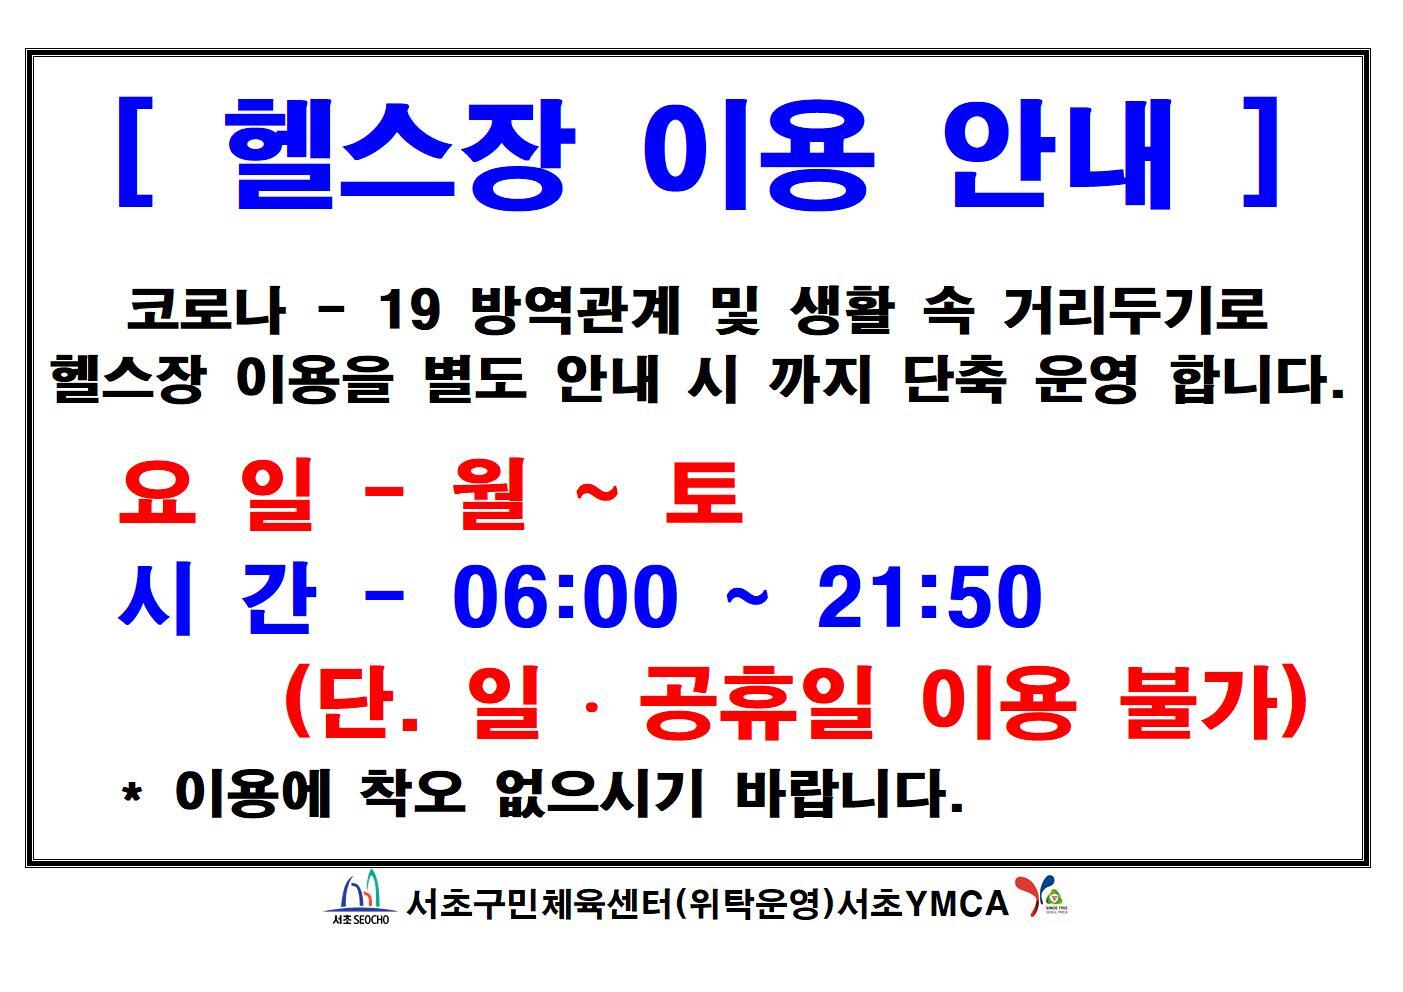 [ 헬스장 이용 안내 ]
코로나 - 19 방역관계 및 생활 속 거리두기로
헬스장 이용을 별도 안내 시 까지 단축 운영 합니다.
요 일 - 월 ~ 토
시 간 - 06:00 ~ 21:50
(단. 일 · 공휴일 이용 불가)
* 이용에 착오 없으시기 바랍니다.
서초 SEOCHO
서초구민체육센터(위탁운영)서초YMCA
SINCE 1903
SEOUL YMCA